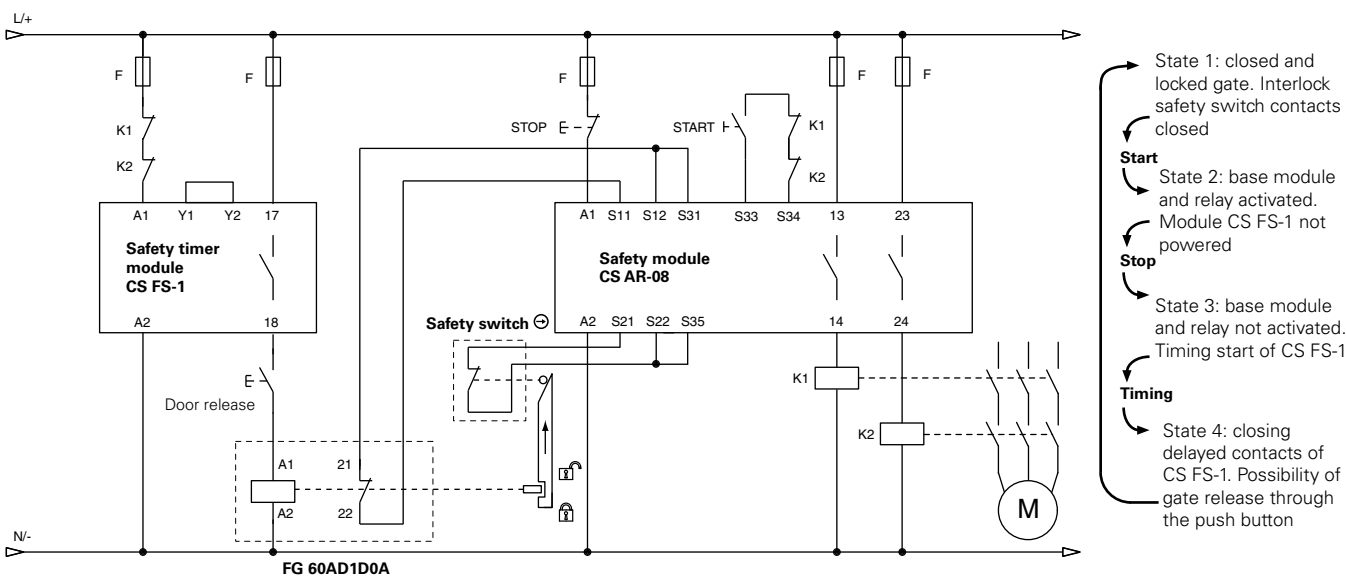 L/+
F
F
F
F
F
K1
K2
STOP
START
K1
K2
A1 Y1 Y2 17
A1 S11 S12 S31 S33 S34 13 23
Safety timer
module
CS FS-1
Safety module
CS AR-08
A2 18
Safety switch
A2 S21 S22 S35 14 24
Door release
K1
K2
A1 21
A2 22
M
N/-
FG 60AD1D0A
State 1: closed and
locked gate. Interlock
safety switch contacts
closed
Start
State 2: base module
and relay activated.
Module CS FS-1 not
powered
Stop
State 3: base module
and relay not activated.
Timing start of CS FS-1
Timing
State 4: closing
delayed contacts of
CS FS-1. Possibility of
gate release through
the push button